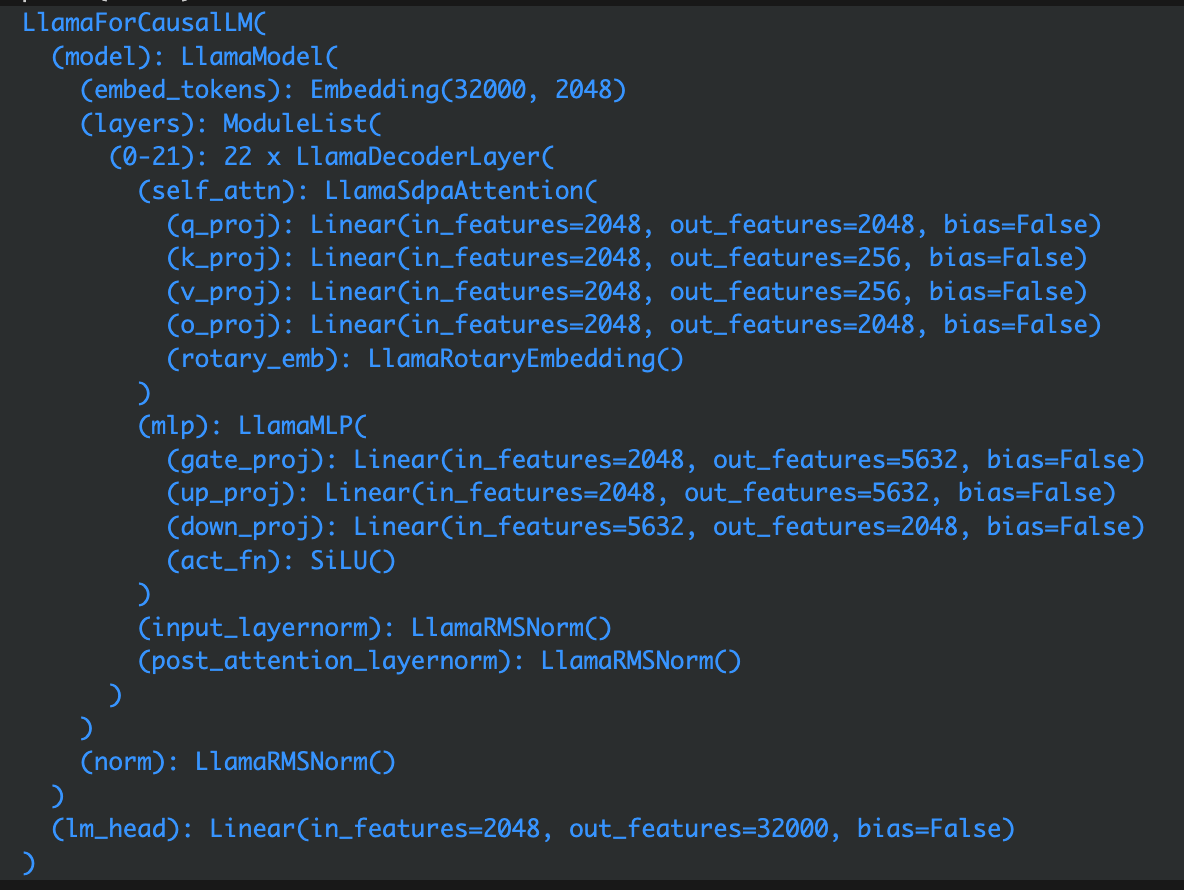 LlamaForCausalLM(
  (model): LlamaModel(
    (embed_tokens): Embedding(32000, 2048)
    (layers): ModuleList(
      (0-21): 22 x LlamaDecoderLayer(
        (self_attn): LlamaSdpaAttention(
          (q_proj): Linear(in_features=2048, out_features=2048, bias=False)
          (k_proj): Linear(in_features=2048, out_features=256, bias=False)
          (v_proj): Linear(in_features=2048, out_features=256, bias=False)
          (o_proj): Linear(in_features=2048, out_features=2048, bias=False)
          (rotary_emb): LlamaRotaryEmbedding()
        )
        (mlp): LlamaMLP(
          (gate_proj): Linear(in_features=2048, out_features=5632, bias=False)
          (up_proj): Linear(in_features=2048, out_features=5632, bias=False)
          (down_proj): Linear(in_features=5632, out_features=2048, bias=False)
          (act_fn): SiLU()
        )
        (input_layernorm): LlamaRMSNorm()
        (post_attention_layernorm): LlamaRMSNorm()
      )
    )
    (norm): LlamaRMSNorm()
  )
  (lm_head): Linear(in_features=2048, out_features=32000, bias=False)
)